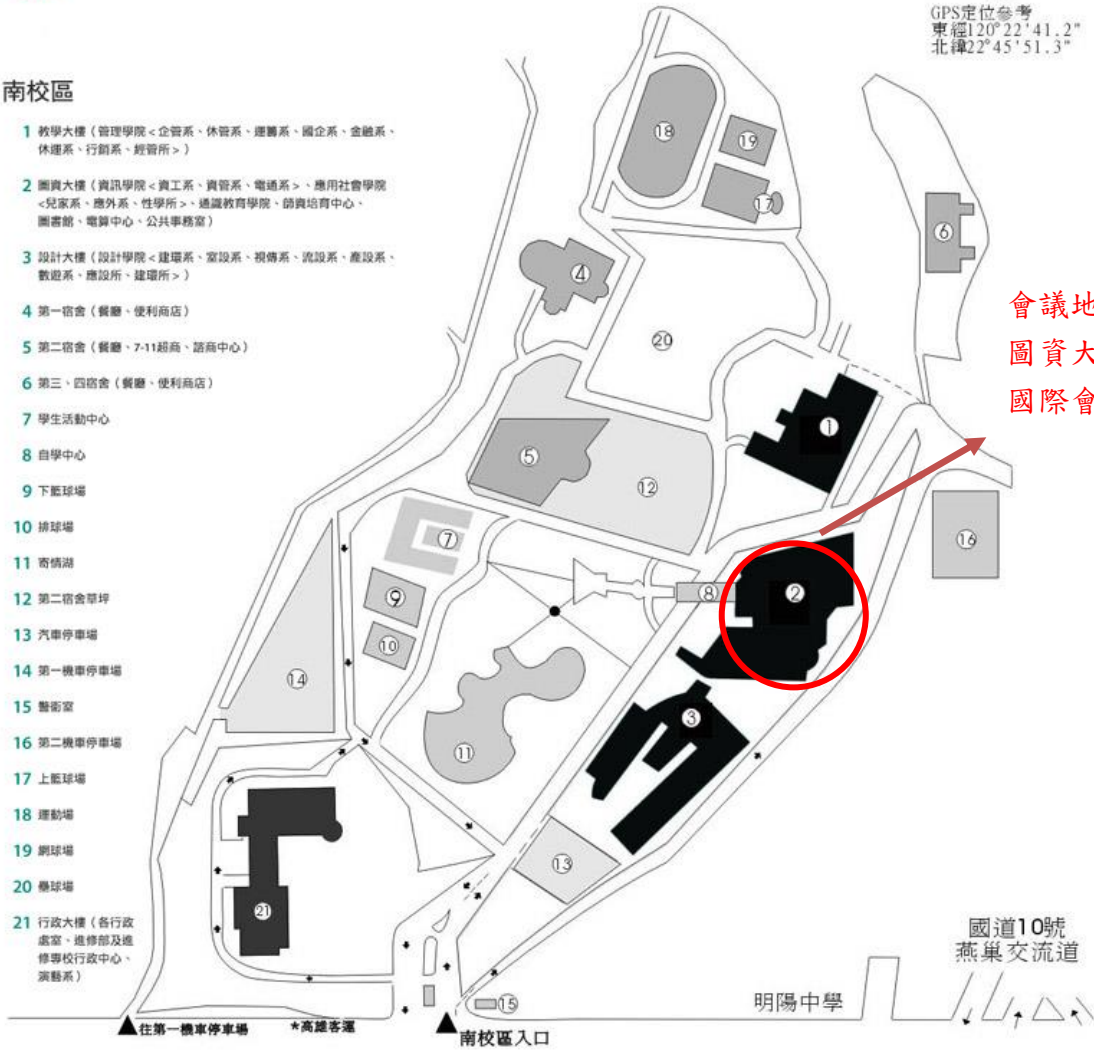 GPS定位參考
東經120°22'41.2"
北緯22°45'51.3"
南校區
1 教學大樓（管理學院<企管系、休管系、運籌系、國企系、金融系、
休運系、行銷系、經管所>）
2 圖資大樓（資訊學院<資工系、資管系、電通系>、應用社會學院
<兒家系、應外系、性學所>、通識教育學院、師資培育中心、
圖書館、電算中心、公共事務室）
3 設計大樓（設計學院<建環系、室設系、視傳系、流設系、產設系、
數遊系、應設所、建環所>）
4 第一宿舍（餐廳、便利商店）
5 第二宿舍（餐廳、7-11超商、諮商中心）
6 第三、四宿舍（餐廳、便利商店）
7 學生活動中心
8 自學中心
9 下籃球場
10 排球場
11 寄情湖
12 第二宿舍草坪
13 汽車停車場
14 第一機車停車場
15 警衛室
16 第二機車停車場
17 上籃球場
18 運動場
19 網球場
20 壘球場
21 行政大樓（各行政
處室、進修部及進
修專校行政中心、
演藝系）
18
19
17
6
4
20
會議地
圖資大
國際會
1
5
12
16
7
8
2
9
10
14
3
11
13
21
國道10號
燕巢交流道
明陽中學
15
往第一機車停車場
*高雄客運
南校區入口